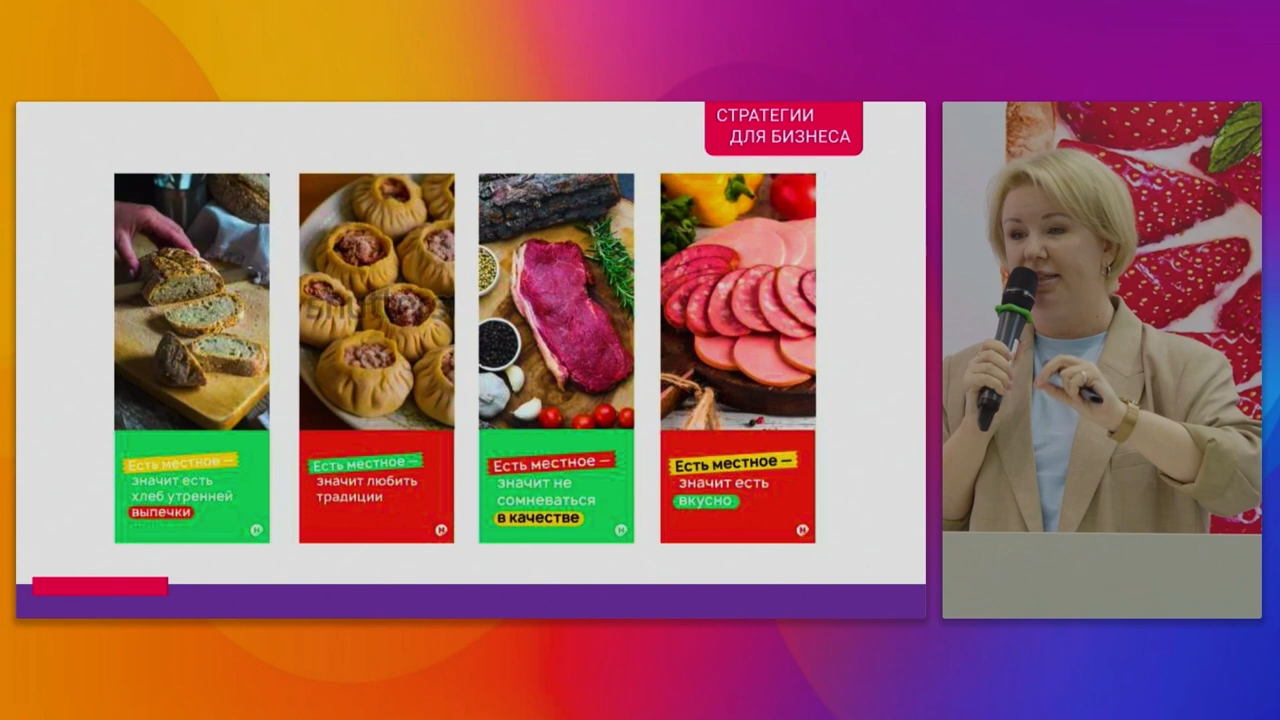 СТРАТЕГИИ
ДЛЯ БИЗНЕСА
Есть местное —
значит есть
хлеб утренней
выпечки
Н
Есть местное —
значит любить
традиции
Н
Есть местное —
значит не
сомневаться
в качестве
Н
Есть местное —
значит есть
вкусно
Н